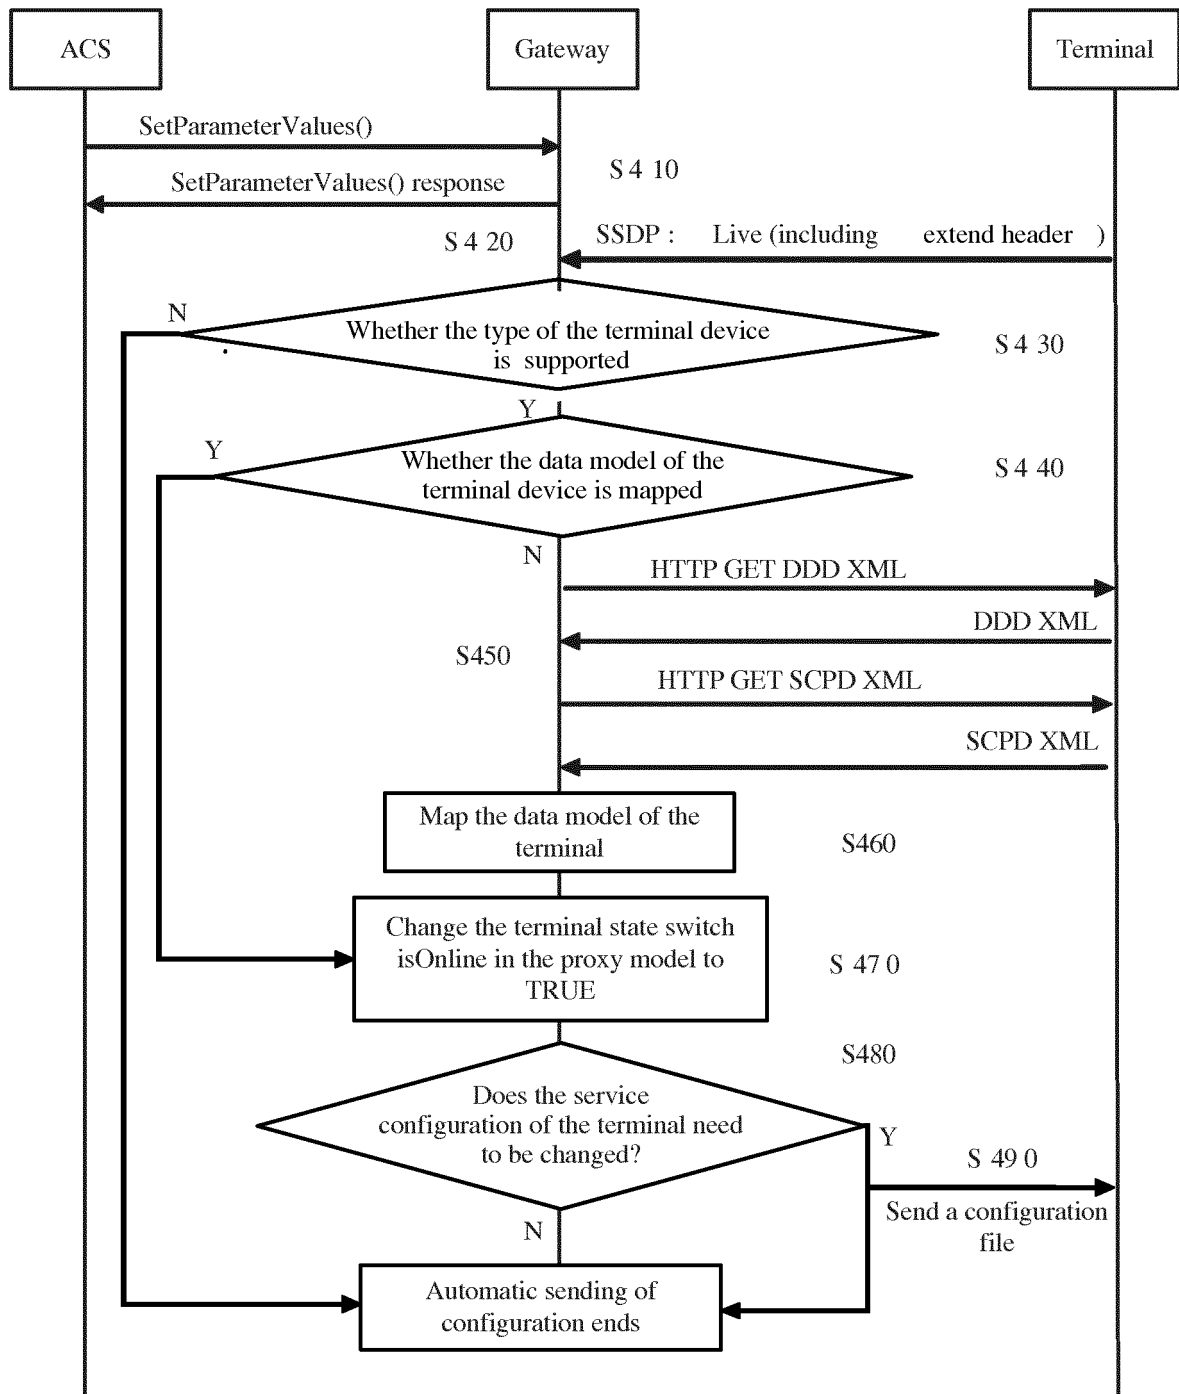 ACS
Gateway
Terminal
SetParameterValues()
S 4 10
SetParameterValues() response
S 4 20
SSDP : Live (including extend header )
N
Whether the type of the terminal device
is supported
S 4 30
Y
Y
Whether the data model of the
terminal device is mapped
S 4 40
N
HTTP GET DDD XML
DDD XML
S450
HTTP GET SCPD XML
SCPD XML
Map the data model of the
terminal
S460
Change the terminal state switch
isOnline in the proxy model to
TRUE
S 47 0
S480
Does the service
configuration of the terminal need
to be changed?
Y
S 49 0
Send a configuration
file
N
Automatic sending of
configuration ends